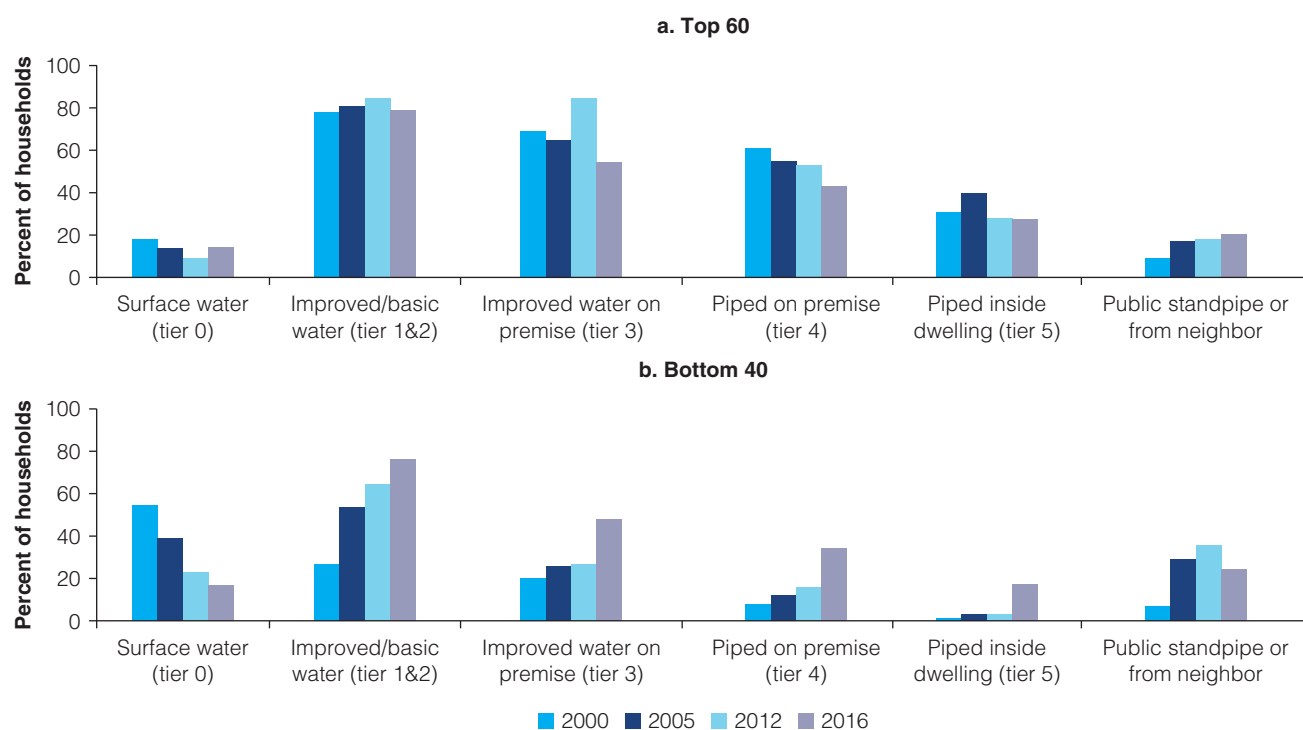 a. Top 60
Percent of households
100
80
60
40
20
0
Surface water
(tier 0)
Improved/basic
water (tier 1&2)
Improved water on
premise (tier 3)
Piped on premise
(tier 4)
Piped inside
dwelling (tier 5)
Public standpipe or
from neighbor
b. Bottom 40
Percent of households
100
80
60
40
20
0
Surface water
(tier 0)
Improved/basic
water (tier 1&2)
Improved water on
premise (tier 3)
Piped on premise
(tier 4)
Piped inside
dwelling (tier 5)
Public standpipe or
from neighbor
2000 2005 2012 2016